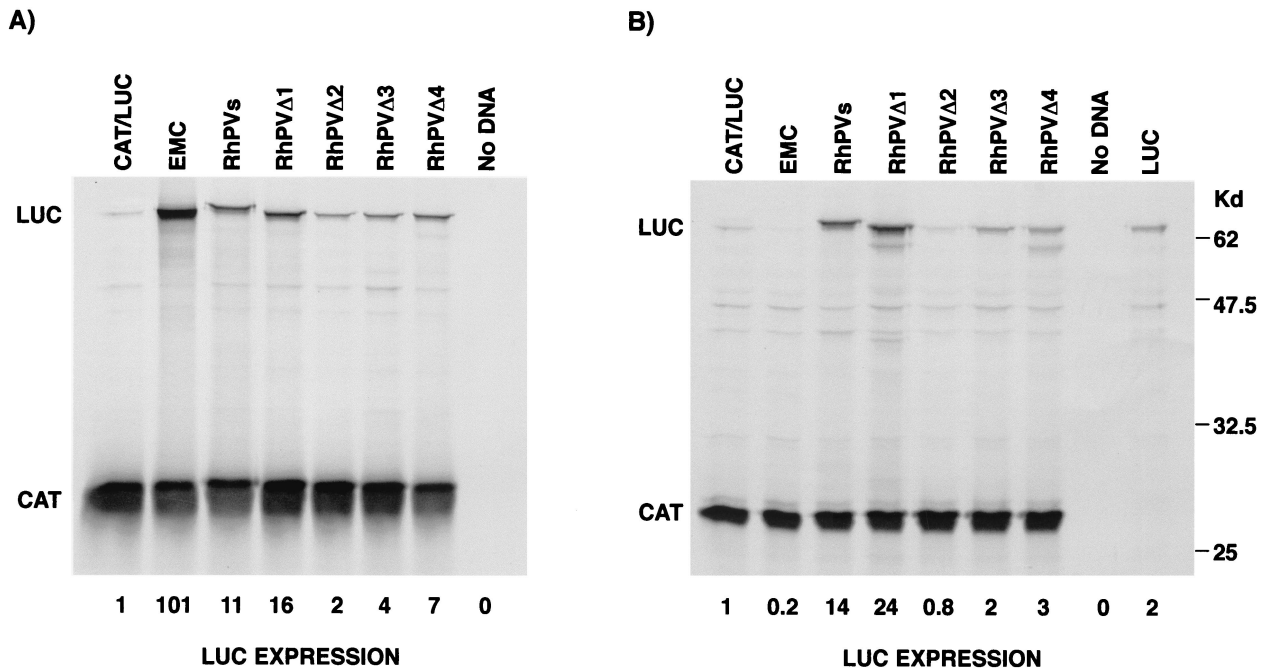 A)
CAT/LUC EMC RhPVs RhPVΔ1 RhPVΔ2 RhPVΔ3 RhPVΔ4 No DNA
LUC
CAT
1 101 11 16 2 4 7 0
LUC EXPRESSION
B)
CAT/LUC EMC RhPVs RhPVΔ1 RhPVΔ2 RhPVΔ3 RhPVΔ4 No DNA LUC
Kd
LUC
62
47.5
32.5
CAT
25
1 0.2 14 24 0.8 2 3 0 2
LUC EXPRESSION